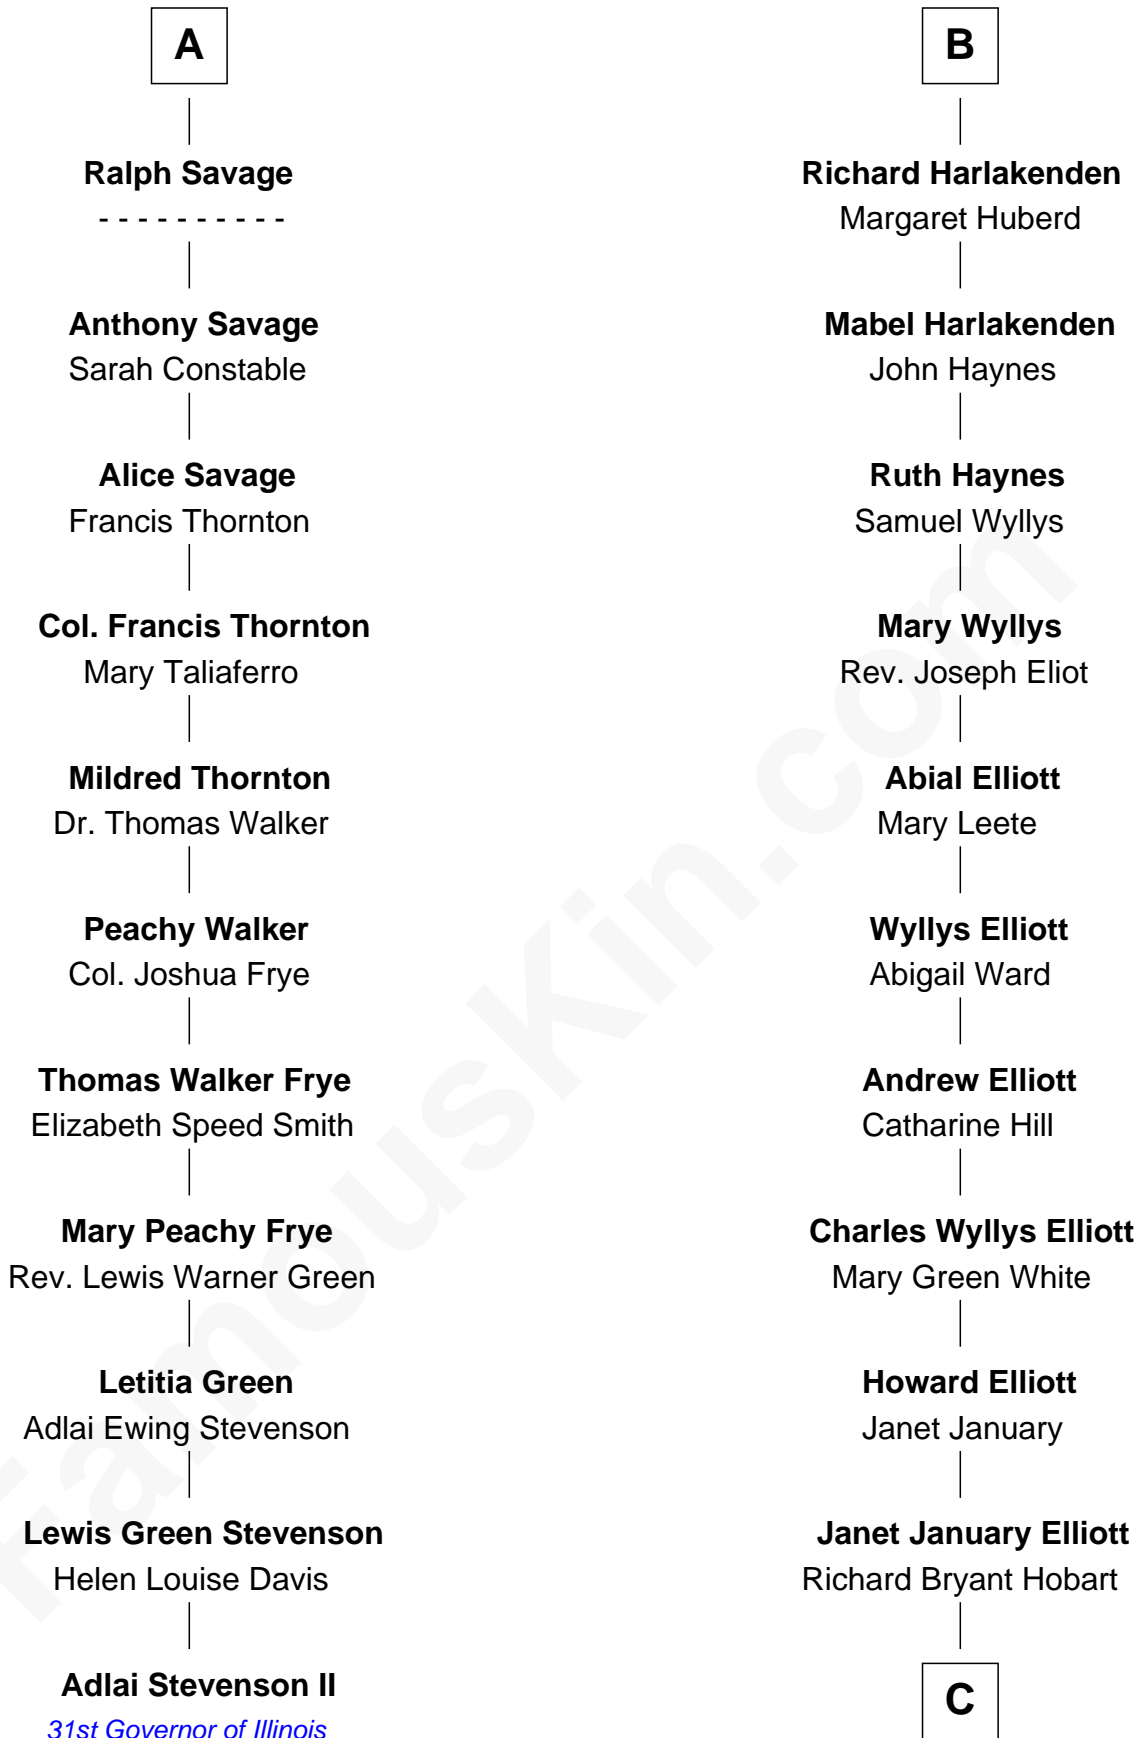 A
Ralph Savage
- - - - - - - - - -
Anthony Savage
Sarah Constable
Alice Savage
Francis Thornton
Col. Francis Thornton
Mary Taliaferro
Mildred Thornton
Dr. Thomas Walker
Peachy Walker
Col. Joshua Frye
Thomas Walker Frye
Elizabeth Speed Smith
Mary Peachy Frye
Rev. Lewis Warner Green
Letitia Green
Adlai Ewing Stevenson
Lewis Green Stevenson
Helen Louise Davis
Adlai Stevenson II
31st Governor of Illinois
B
Richard Harlakenden
Margaret Huberd
Mabel Harlakenden
John Haynes
Ruth Haynes
Samuel Wyllys
Mary Wyllys
Rev. Joseph Eliot
Abial Elliott
Mary Leete
Wyllys Elliott
Abigail Ward
Andrew Elliott
Catharine Hill
Charles Wyllys Elliott
Mary Green White
Howard Elliott
Janet January
Janet January Elliott
Richard Bryant Hobart
C
FamousKin.com